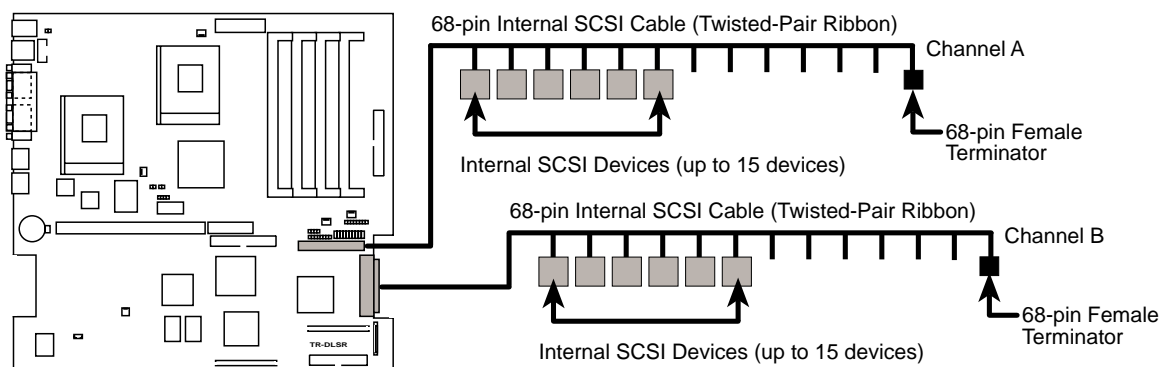 68-pin Internal SCSI Cable (Twisted-Pair Ribbon)
Channel A
68-pin Female
Terminator
Internal SCSI Devices (up to 15 devices)
68-pin Internal SCSI Cable (Twisted-Pair Ribbon)
Channel B
68-pin Female
Terminator
Internal SCSI Devices (up to 15 devices)
TR-DLSR